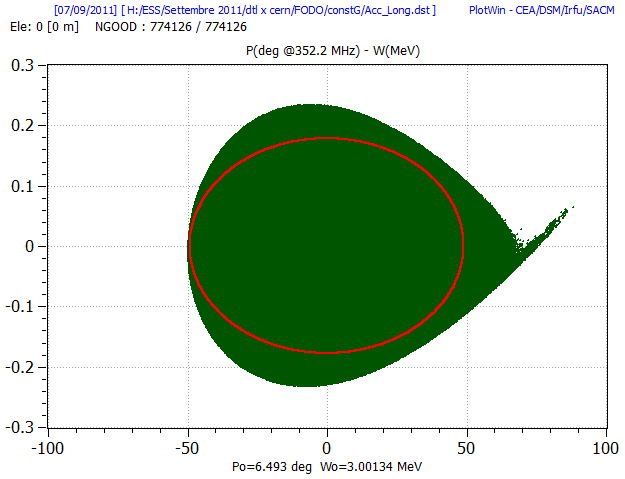 [07/09/2011] [ H:/ESS/Settembre 2011/dtl x cern/FODO/constG/Acc_Long.dst ] PlotWin - CEA/DSM/Irfu/SACM
Ele: 0 [0 m] NGOOD : 774126 / 774126
P(deg @352.2 MHz) - W(MeV)
0.3
0.2
0.1
0
-0.1
-0.2
-0.3
-100 -50 0 50 100
Po=6.493 deg Wo=3.00134 MeV